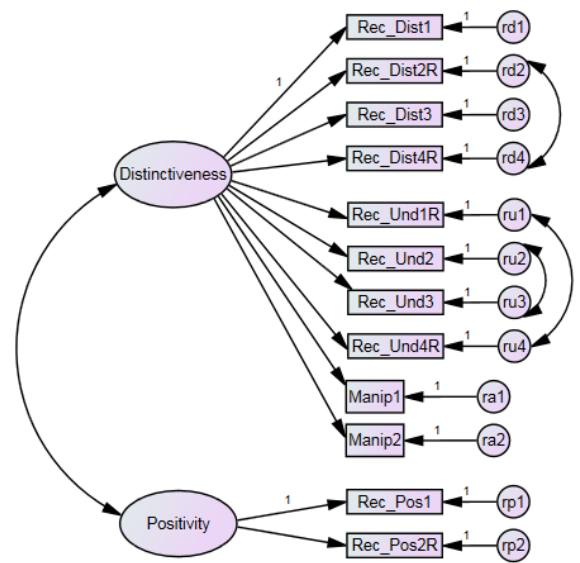 Rec_Dist1 1 rd1
Rec_Dist2R 1 rd2
1
Rec_Dist3 1 rd3
Rec_Dist4R 1 rd4
Distinctiveness
Rec_Und1R 1 ru1
Rec_Und2 1 ru2
Rec_Und3 1 ru3
Rec_Und4R 1 ru4
Manip1 1 ra1
Manip2 1 ra2
1 Rec_Pos1 1 rp1
Positivity
Rec_Pos2R 1 rp2